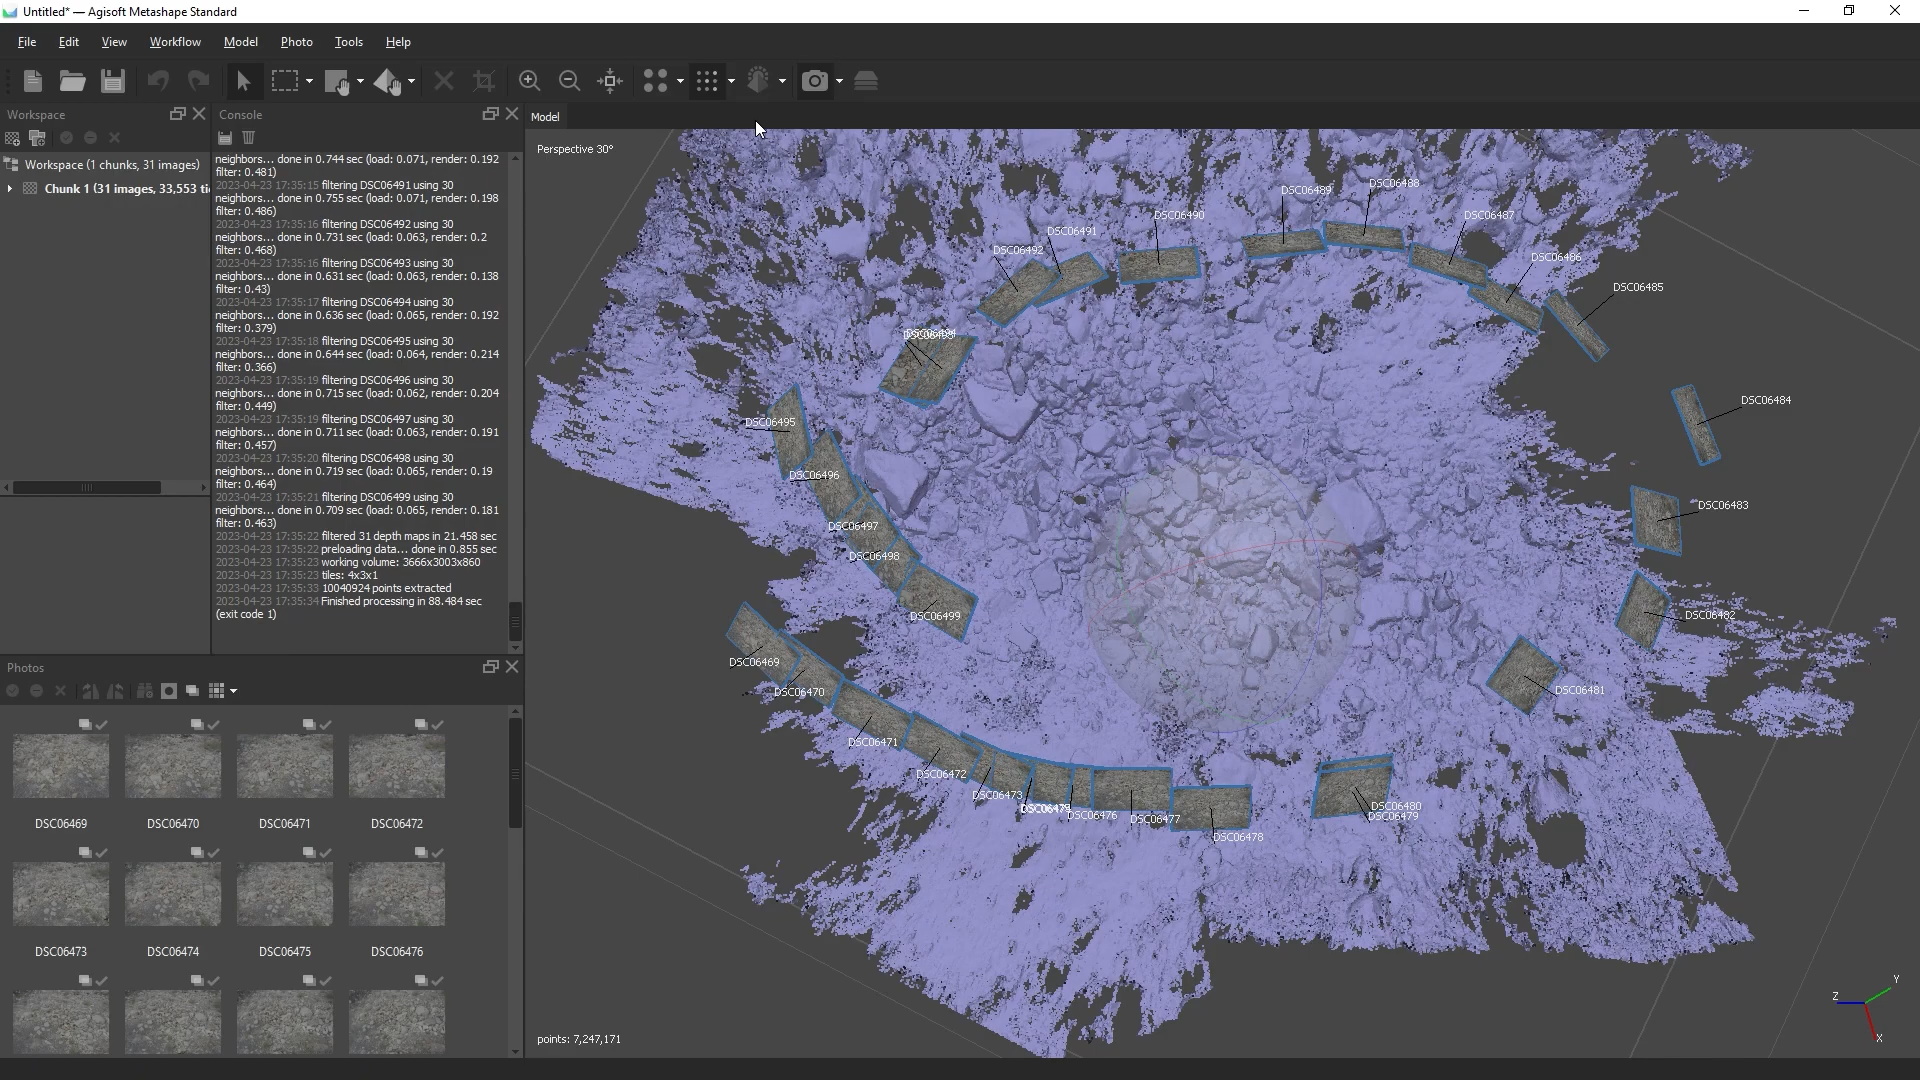 Untitled* — Agisoft Metashape Standard
File Edit View Workflow Model Photo Tools Help
Workspace
Workspace (1 chunks, 31 images)
Chunk 1 (31 images, 33,553 ti
Console
neighbors... done in 0.744 sec (load: 0.071, render: 0.192
filter: 0.481)
2023-04-23 17:35:15 filtering DSC06491 using 30
neighbors... done in 0.755 sec (load: 0.071, render: 0.198
filter: 0.486)
2023-04-23 17:35:16 filtering DSC06492 using 30
neighbors... done in 0.731 sec (load: 0.063, render: 0.2
filter: 0.468)
2023-04-23 17:35:16 filtering DSC06493 using 30
neighbors... done in 0.631 sec (load: 0.063, render: 0.138
filter: 0.43)
2023-04-23 17:35:17 filtering DSC06494 using 30
neighbors... done in 0.636 sec (load: 0.065, render: 0.192
filter: 0.379)
2023-04-23 17:35:18 filtering DSC06495 using 30
neighbors... done in 0.644 sec (load: 0.064, render: 0.214
filter: 0.366)
2023-04-23 17:35:19 filtering DSC06496 using 30
neighbors... done in 0.715 sec (load: 0.062, render: 0.204
filter: 0.449)
2023-04-23 17:35:19 filtering DSC06497 using 30
neighbors... done in 0.711 sec (load: 0.063, render: 0.191
filter: 0.457)
2023-04-23 17:35:20 filtering DSC06498 using 30
neighbors... done in 0.719 sec (load: 0.065, render: 0.19
filter: 0.464)
2023-04-23 17:35:21 filtering DSC06499 using 30
neighbors... done in 0.709 sec (load: 0.065, render: 0.181
filter: 0.463)
2023-04-23 17:35:22 filtered 31 depth maps in 21.458 sec
2023-04-23 17:35:22 preloading data... done in 0.855 sec
2023-04-23 17:35:23 working volume: 3666x3003x860
2023-04-23 17:35:23 tiles: 4x3x1
2023-04-23 17:35:33 10040924 points extracted
2023-04-23 17:35:34 Finished processing in 88.484 sec
(exit code 1)
Photos
DSC06469 DSC06470 DSC06471 DSC06472
DSC06473 DSC06474 DSC06475 DSC06476
Model
Perspective 30°
DSC06488
DSC06489
DSC06490
DSC06487
DSC06491
DSC06492
DSC06486
DSC06485
DSC06484
DSC06495
DSC06496
DSC06483
DSC06497
DSC06498
DSC06499
DSC06482
DSC06469
DSC06470
DSC06481
DSC06471
DSC06472
DSC06473
DSC06476
DSC06477
DSC06478
DSC06480
DSC06479
points: 7,247,171
Y
Z
X